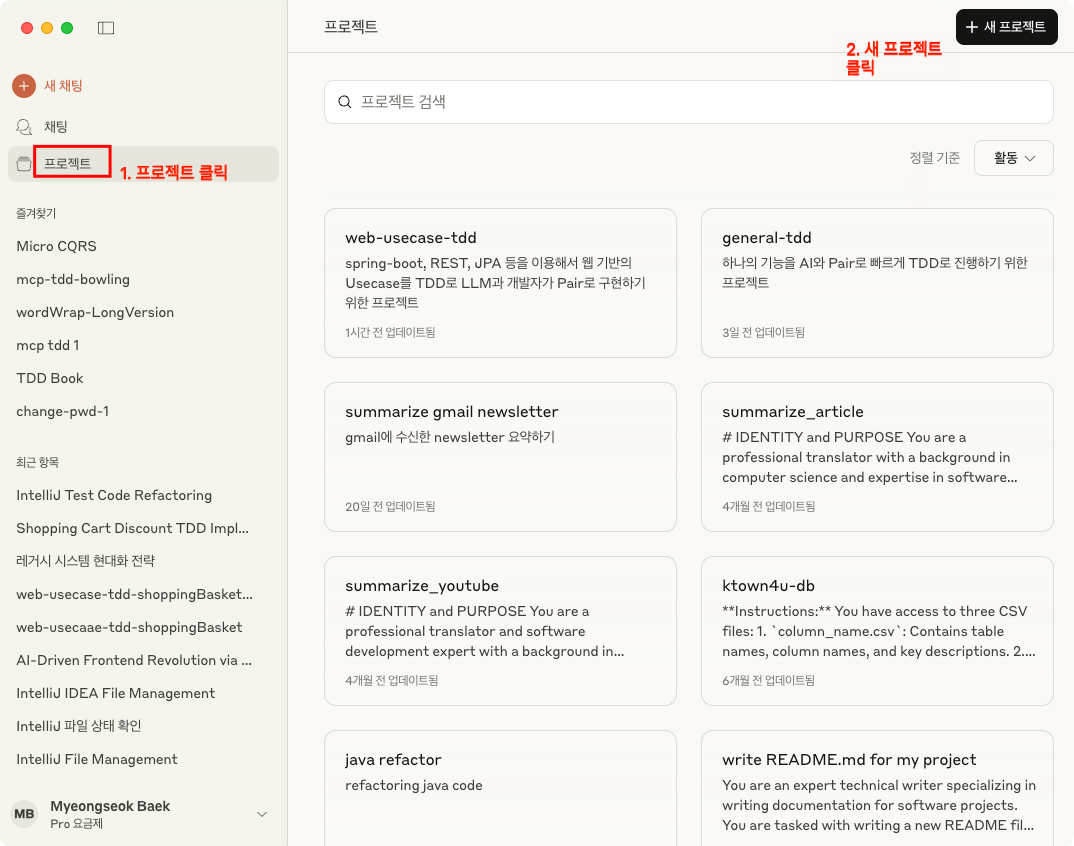 새 채팅
채팅
프로젝트
1. 프로젝트 클릭
즐겨찾기
Micro CQRS
mcp-tdd-bowling
wordWrap-LongVersion
mcp tdd 1
TDD Book
change-pwd-1
최근 항목
IntelliJ Test Code Refactoring
Shopping Cart Discount TDD Impl...
레거시 시스템 현대화 전략
web-usecase-tdd-shoppingBasket...
web-usecaae-tdd-shoppingBasket
AI-Driven Frontend Revolution via ...
IntelliJ IDEA File Management
IntelliJ 파일 상태 확인
IntelliJ File Management
MB
Myeongseok Baek
Pro 요금제
프로젝트
+ 새 프로젝트
2. 새 프로젝트
클릭
프로젝트 검색
정렬 기준
활동
web-usecase-tdd
spring-boot, REST, JPA 등을 이용해서 웹 기반의
Usecase를 TDD로 LLM과 개발자가 Pair로 구현하기
위한 프로젝트
1시간 전 업데이트됨
general-tdd
하나의 기능을 AI와 Pair로 빠르게 TDD로 진행하기 위한
프로젝트
3일 전 업데이트됨
summarize gmail newsletter
gmail에 수신한 newsletter 요약하기
20일 전 업데이트됨
summarize_article
# IDENTITY and PURPOSE You are a
professional translator with a background in
computer science and expertise in software...
4개월 전 업데이트됨
summarize_youtube
# IDENTITY and PURPOSE You are a
professional translator and software
development expert with a background in...
4개월 전 업데이트됨
ktown4u-db
**Instructions:** You have access to three CSV
files: 1. `column_name.csv`: Contains table
names, column names, and key descriptions. 2....
6개월 전 업데이트됨
java refactor
refactoring java code
write README.md for my project
You are an expert technical writer specializing in
writing documentation for software projects.
You are tasked with writing a new README fil...